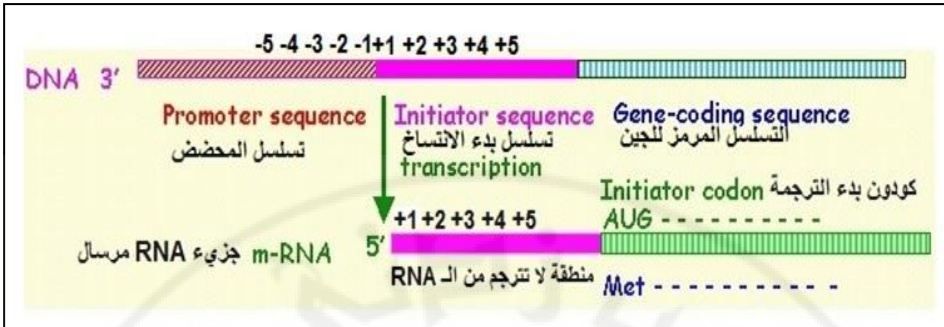 -5 -4 -3 -2 -1+1 +2 +3 +4 +5
DNA 3’
Promoter sequence
تسلسل المحضض
Initiator sequence
تسلسل بدء الانتساخ
transcription
Gene-coding sequence
التسلسل المرمز للجين
Initiator codon كودون بدء الترجمة
AUG - - - - - - - - - -
+1 +2 +3 +4 +5
جزيء RNA مرسال m-RNA 5’
منطقة لا تترجم من الـ RNA
Met - - - - - - - - - - -